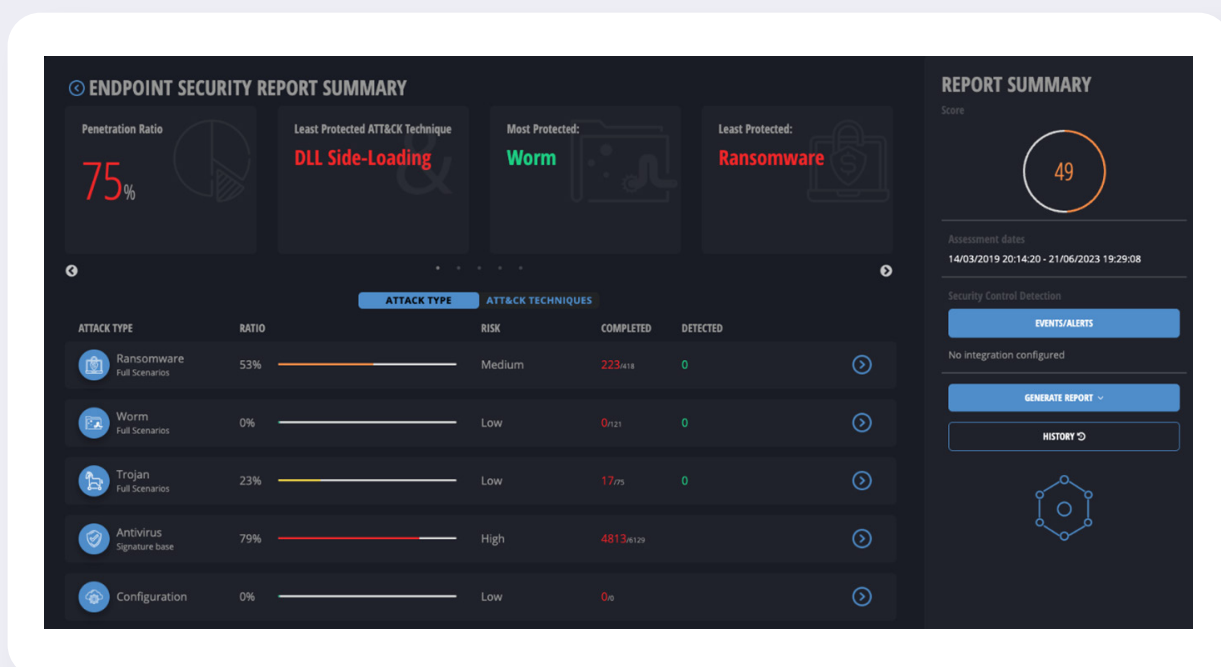 ENDPOINT SECURITY REPORT SUMMARY
Penetration Ratio
75%
Least Protected ATT&CK Technique
DLL Side-Loading
Most Protected:
Worm
Least Protected:
Ransomware
ATTACK TYPE ATT&CK TECHNIQUES
ATTACK TYPE RATIO RISK COMPLETED DETECTED
Ransomware
Full Scenarios
53% Medium 223/418 0
Worm
Full Scenarios
0% Low 0/121 0
Trojan
Full Scenarios
23% Low 17/75 0
Antivirus
Signature base
79% High 4813/6129
Configuration 0% Low 0/0
REPORT SUMMARY
Score
49
Assessment dates
14/03/2019 20:14:20 - 21/06/2023 19:29:08
Security Control Detection
EVENTS/ALERTS
No integration configured
GENERATE REPORT
HISTORY